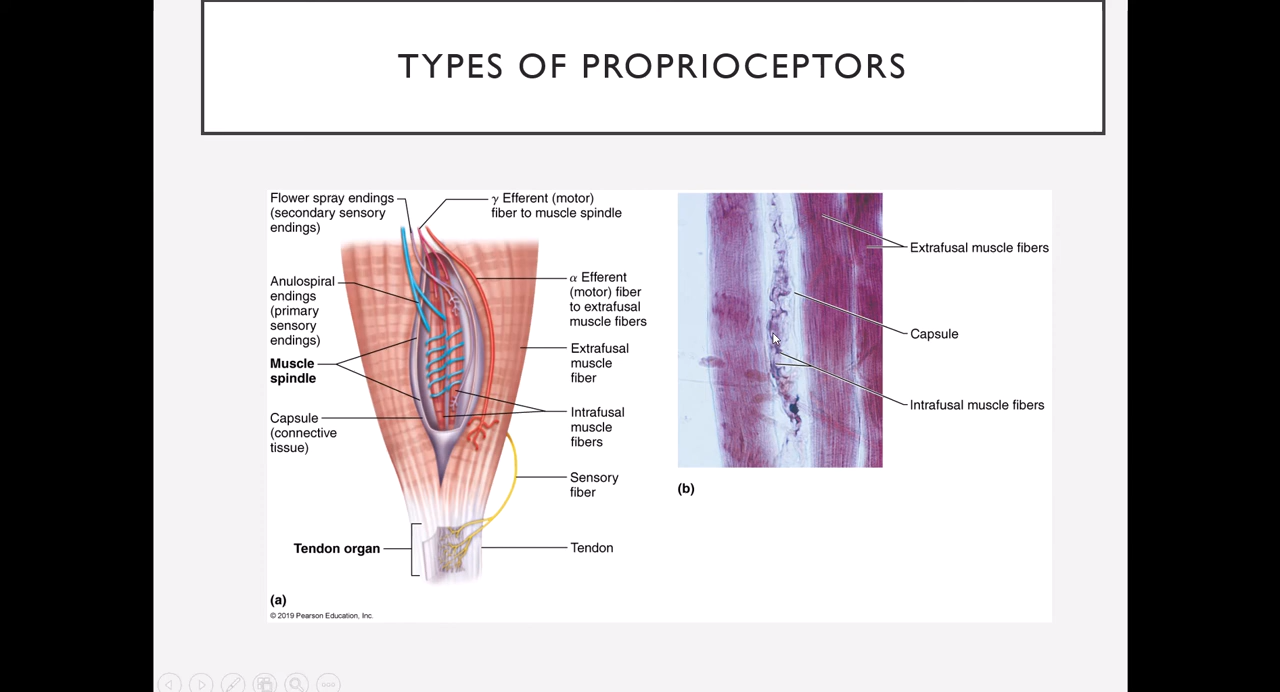 TYPES OF PROPRIOCEPTORS
Flower spray endings
(secondary sensory
endings)
γ Efferent (motor)
fiber to muscle spindle
Anulospiral
endings
(primary
sensory
endings)
α Efferent
(motor) fiber
to extrafusal
muscle fibers
Muscle
spindle
Extrafusal
muscle
fiber
Capsule
(connective
tissue)
Intrafusal
muscle
fibers
Sensory
fiber
Tendon organ
Tendon
(a)
© 2019 Pearson Education, Inc.
Extrafusal muscle fibers
Capsule
Intrafusal muscle fibers
(b)